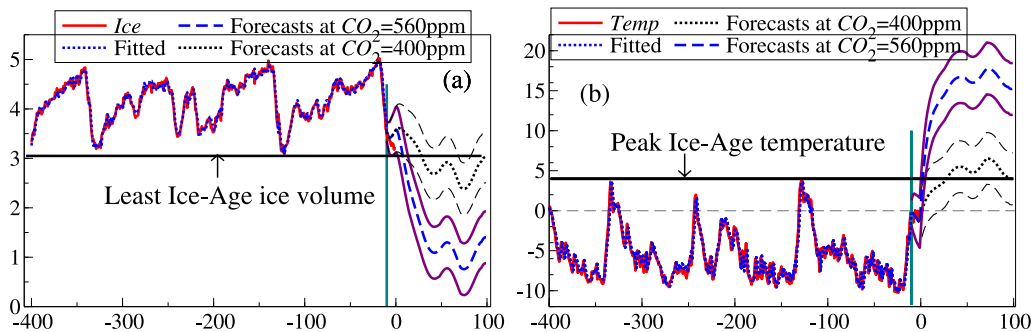 Ice Forecasts at CO2=560ppm
Fitted Forecasts at CO2=400ppm
(a)
5
4
3
2
1
0
Least Ice-Age ice volume
-400 -300 -200 -100 0 100
Temp Forecasts at CO2=400ppm
Fitted Forecasts at CO2=560ppm
(b)
20
15
10
5
0
-5
-10
Peak Ice-Age temperature
-400 -300 -200 -100 0 100